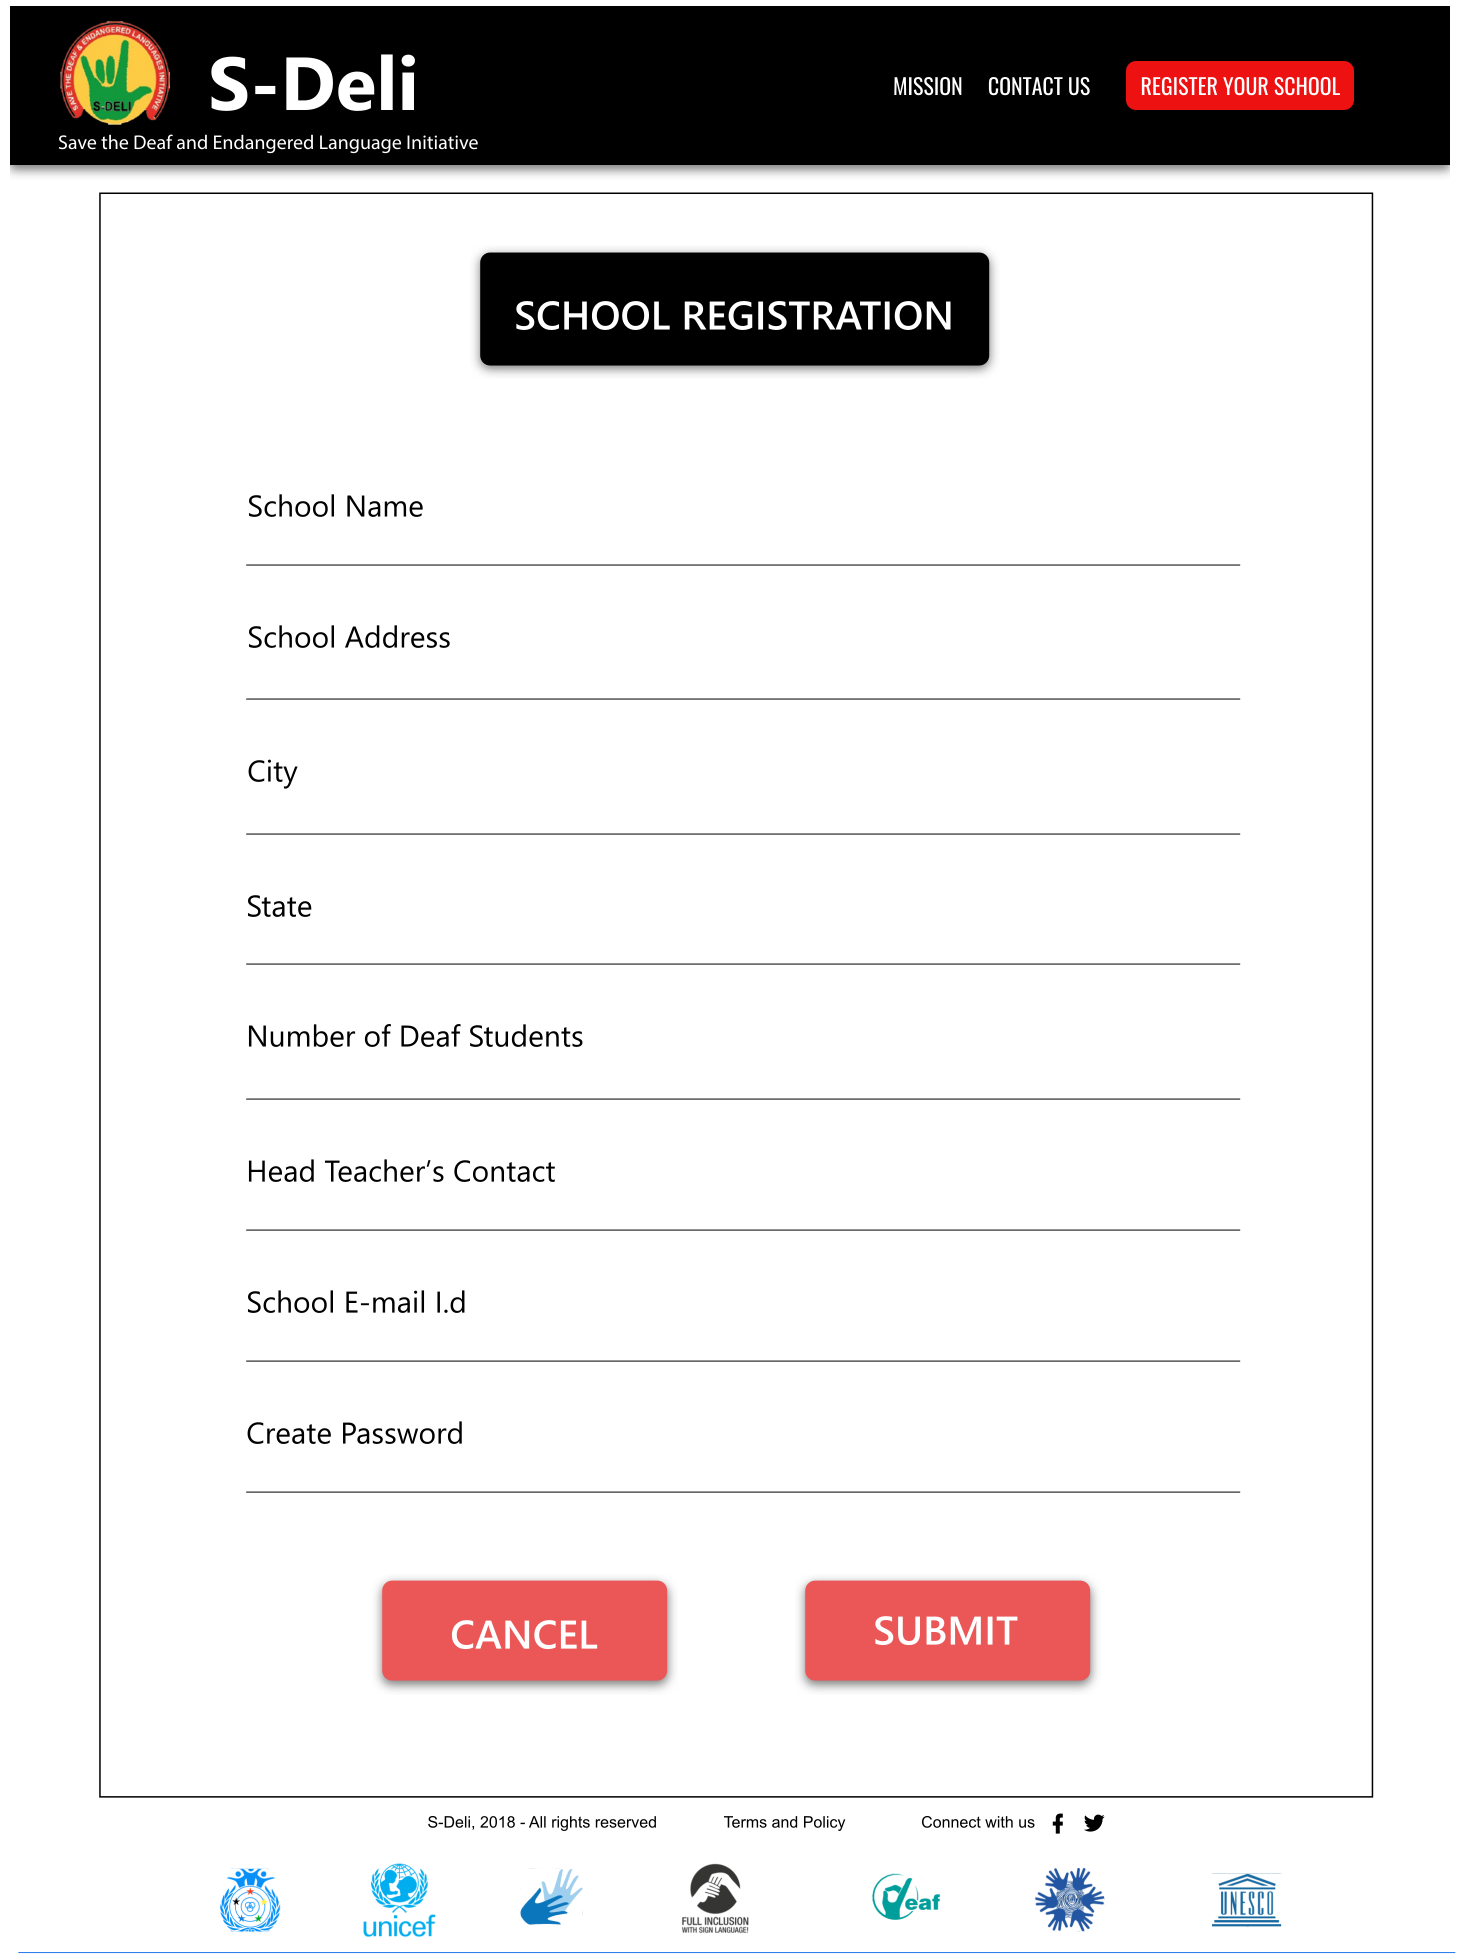 SAVE THE DEAF & ENDANGERED LANGUAGES INITIATIVE
S-DELI
S-Deli
Save the Deaf and Endangered Language Initiative
MISSION
CONTACT US
REGISTER YOUR SCHOOL
SCHOOL REGISTRATION
School Name
School Address
City
State
Number of Deaf Students
Head Teacher’s Contact
School E-mail I.d
Create Password
CANCEL
SUBMIT
S-Deli, 2018 - All rights reserved
Terms and Policy
Connect with us
unicef
FULL INCLUSION
WITH SIGN LANGUAGE!
Deaf
UNESCO